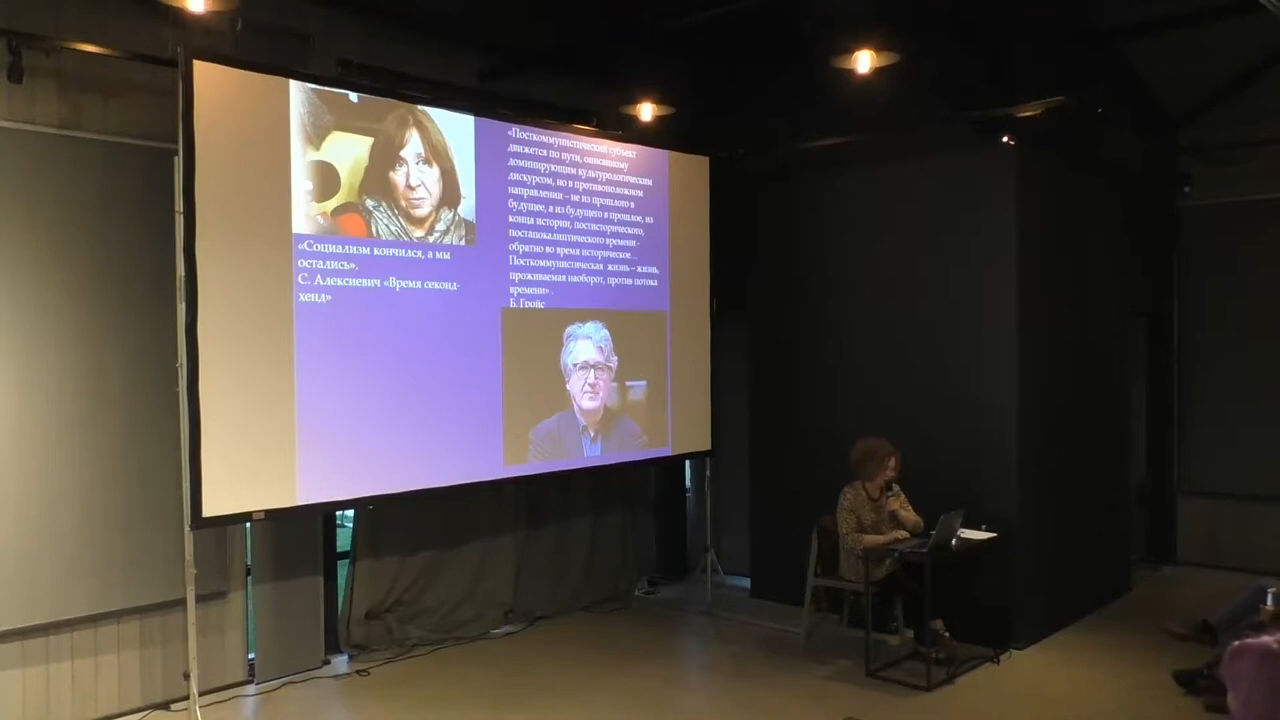 «Социализм кончился, а мы
остались».
С. Алексиевич «Время секонд-
хенд»
«Посткоммунистический субъект
движется по пути, описанному
доминирующим культурологическим
дискурсом, но в противоположном
направлении – не из прошлого в
будущее, а из будущего в прошлое, из
конца истории, постисторического,
постапокалиптического времени -
обратно во время историческое…
Посткоммунистическая жизнь – жизнь,
проживаемая наоборот, против потока
времени» .
Б. Гройс